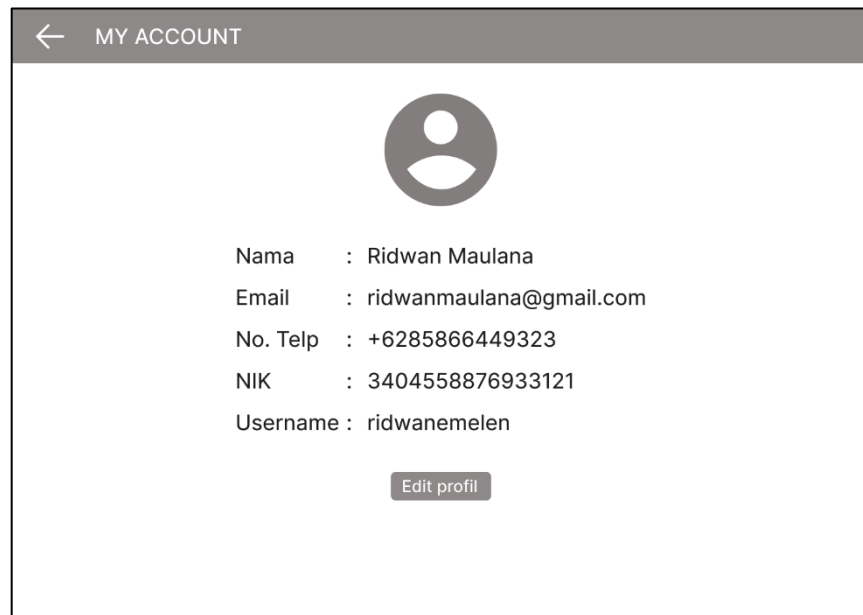 MY ACCOUNT
Nama : Ridwan Maulana
Email : ridwanmaulana@gmail.com
No. Telp : +6285866449323
NIK : 3404558876933121
Username : ridwanemelen
Edit profil